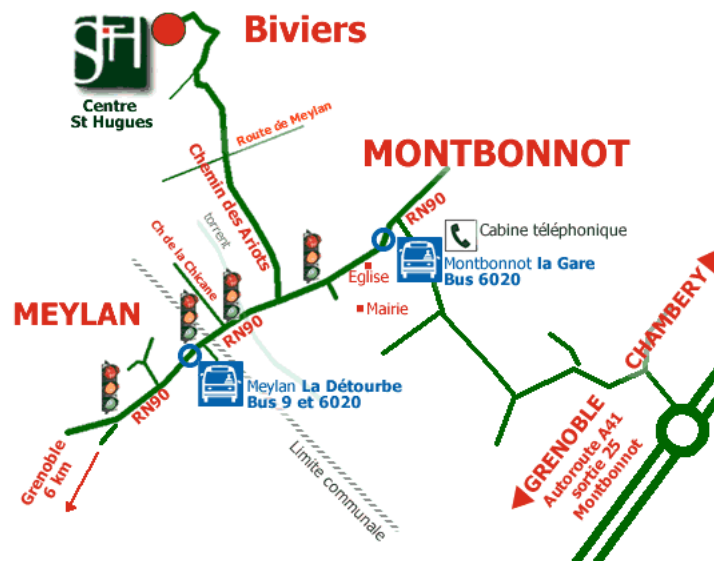 StH
Biviers
Centre
St Hugues
Route de Meylan
MONTBONNOT
Chemin des Ariots
RN90
torrent
Cabine téléphonique
Ch de la Chicane
Montbonnot la Gare
Bus 6020
Eglise
Mairie
MEYLAN
RN90
CHAMBERY
Meylan La Détourbe
Bus 9 et 6020
RN90
Grenoble
6 km
Limite communale
GRENOBLE
Autoroute A41
sortie 25
Montbonnot